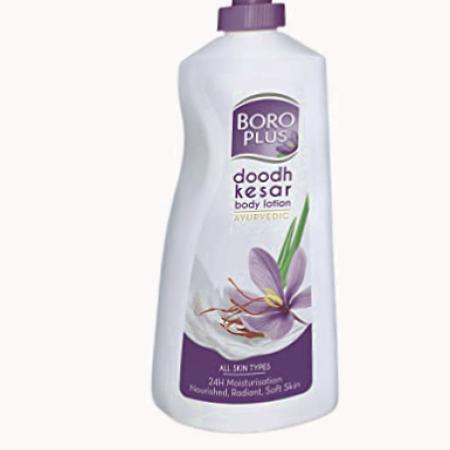 BORO
PLUS
doodh
kesar
body lotion
AYURVEDIC
ALL SKIN TYPES
24H Moisturisation
Nourished, Radiant, Soft Skin